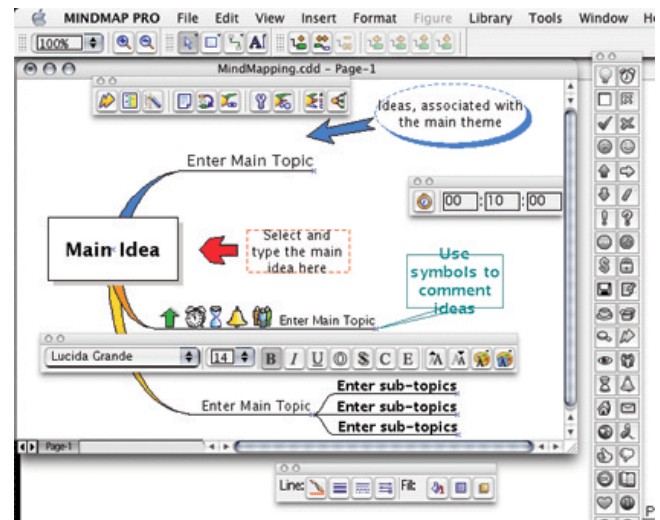 MINDMAP PRO File Edit View Insert Format Figure Library Tools Window
100%
MindMapping.cdd – Page-1
Ideas, associated with
the main theme
Enter Main Topic
00 :10 :00
Main Idea
Select and
type the main
idea here
Use
symbols to
comment
ideas
Enter Main Topic
Lucida Grande 14 B I U O S C E A A
Enter sub-topics
Enter Main Topic Enter sub-topics
Enter sub-topics
Page-1
Line: Fill: